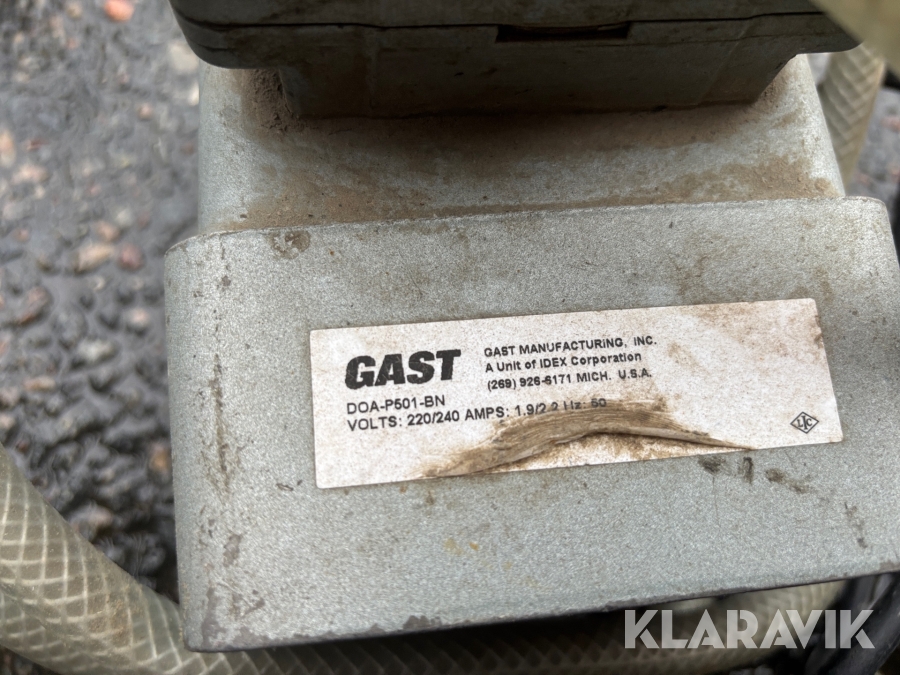 GAST
GAST MANUFACTURING, INC.
A Unit of IDEX Corporation
(269) 926-6171 MICH. U.S.A.
DOA-P501-BN
VOLTS: 220/240 AMPS: 1.9/2.2 Hz: 50
KLARAVIK